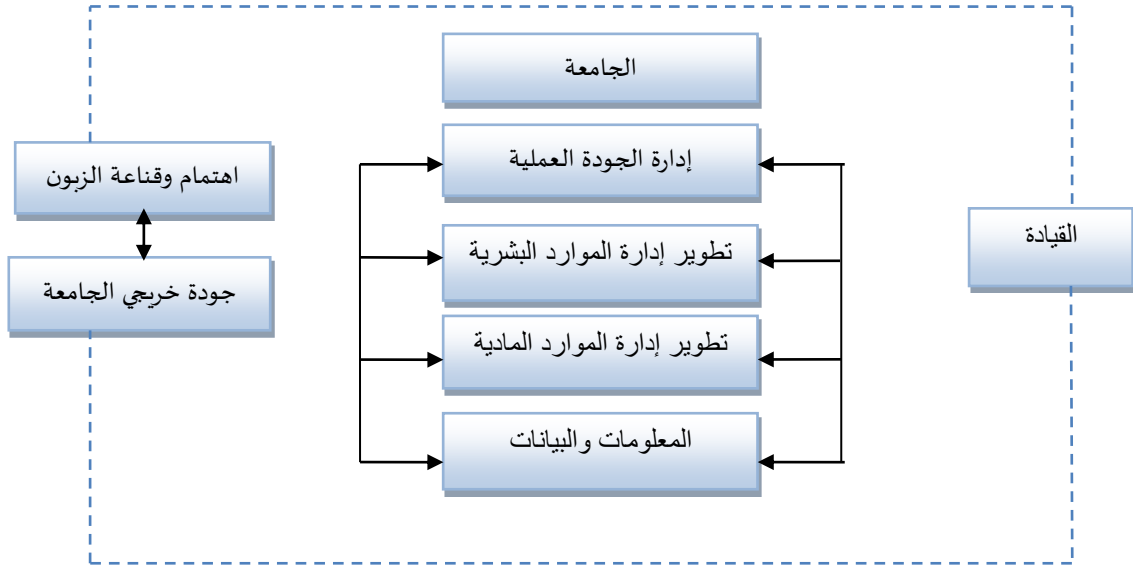 الجامعة
إدارة الجودة العملية
اهتمام وقناعة الزبون
القيادة
تطوير إدارة الموارد البشرية
جودة خريجي الجامعة
تطوير إدارة الموارد المادية
المعلومات والبيانات